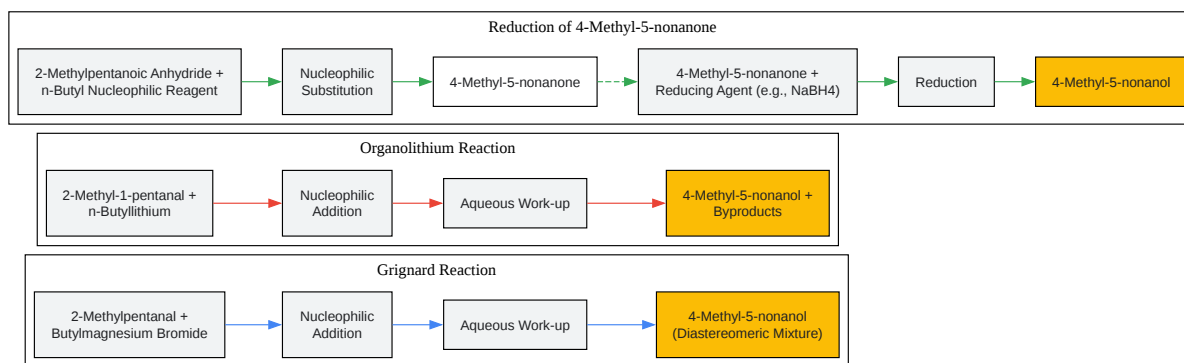 Reduction of 4-Methyl-5-nonanone
2-Methylpentanoic Anhydride +
n-Butyl Nucleophilic Reagent
Nucleophilic
Substitution
4-Methyl-5-nonanone
4-Methyl-5-nonanone +
Reducing Agent (e.g., NaBH4)
Reduction
4-Methyl-5-nonanol
Organolithium Reaction
2-Methyl-1-pentanal +
n-Butyllithium
Nucleophilic
Addition
Aqueous Work-up
4-Methyl-5-nonanol +
Byproducts
Grignard Reaction
2-Methylpentanal +
Butylmagnesium Bromide
Nucleophilic
Addition
Aqueous Work-up
4-Methyl-5-nonanol
(Diastereomeric Mixture)